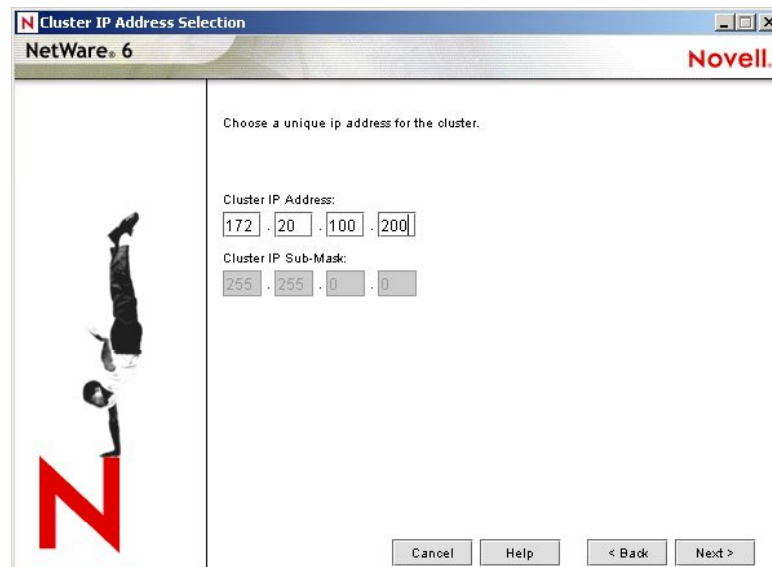 N Cluster IP Address Selection
NetWare® 6
Novell.
Choose a unique ip address for the cluster.
Cluster IP Address:
172 . 20 . 100 . 200
Cluster IP Sub-Mask:
255 . 255 . 0 . 0
N
Cancel Help < Back Next >